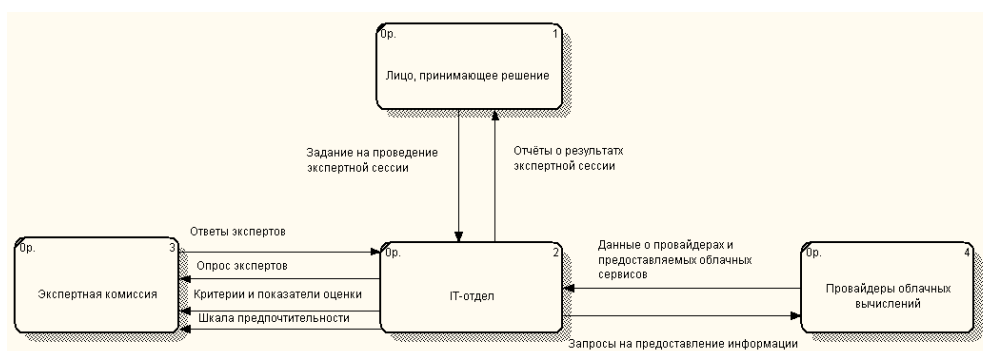 0р.
1
Лицо, принимающее решение
Задание на проведение
экспертной сессии
Отчёты о результатх
экспертной сессии
0р.
3
Экспертная комиссия
Ответы экспертов
Опрос экспертов
Критерии и показатели оценки
Шкала предпочтительности
0р.
2
IT-отдел
Данные о провайдерах и
предоставляемых облачных
сервисов
Запросы на предоставление информации
0р.
4
Провайдеры облачных
вычислений